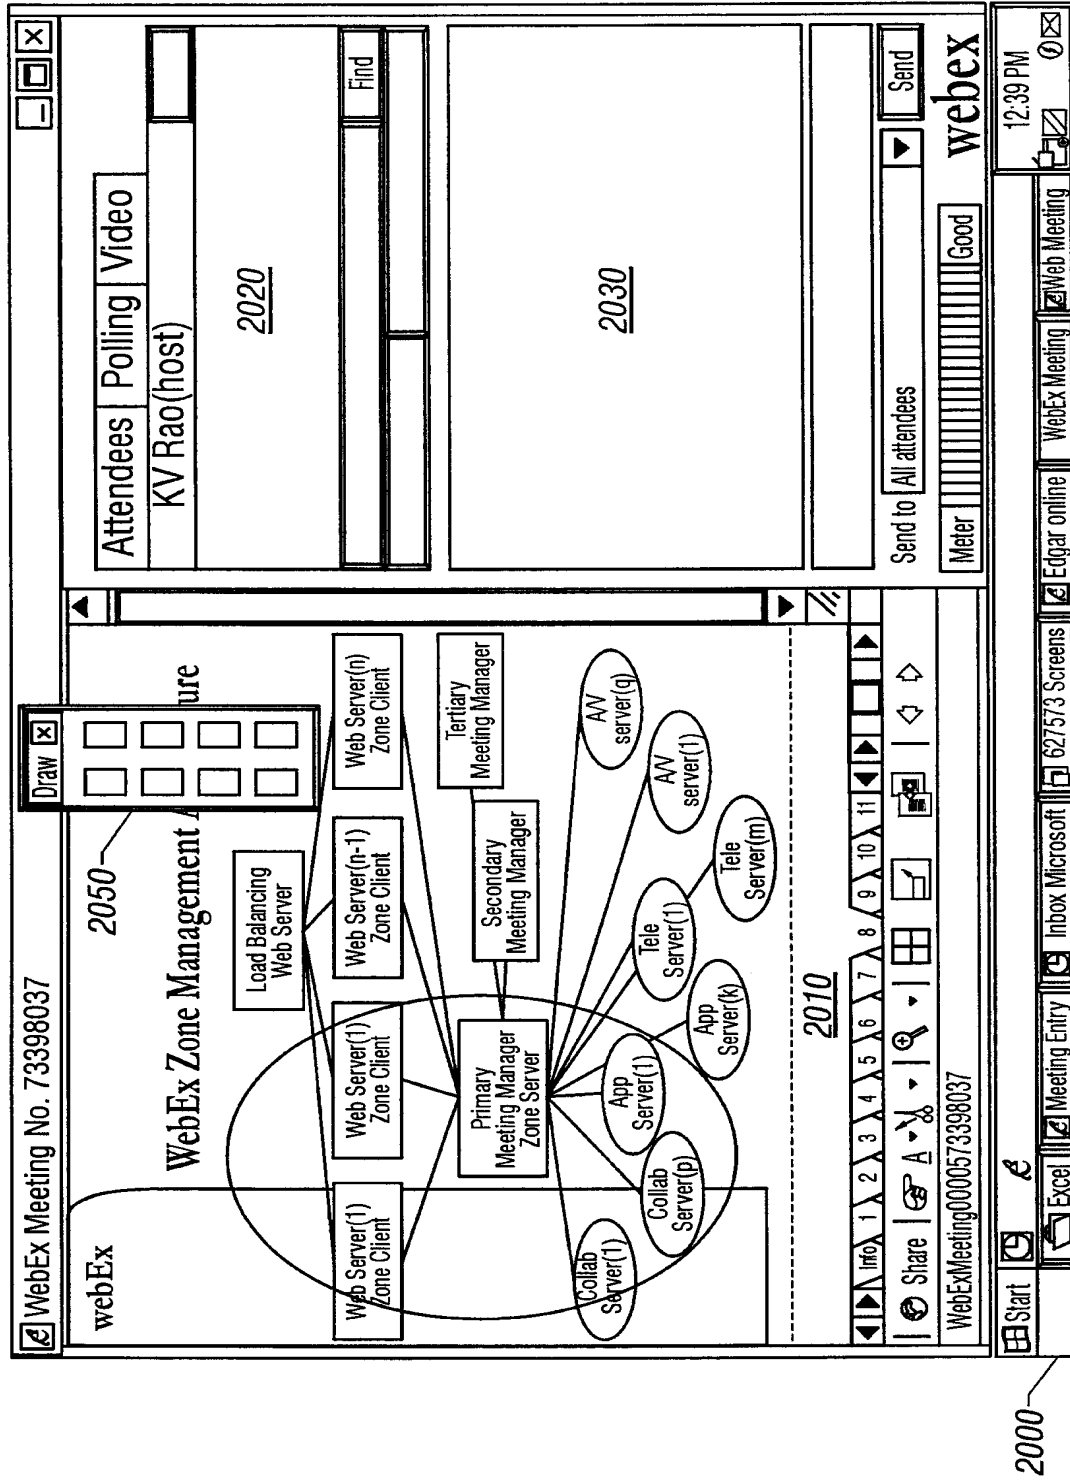 WebEx Meeting No. 73398037
2050
Draw
webEx
WebEx Zone Management A
ure
Load Balancing
Web Server
Web Server(1)
Zone Client
Web Server(1)
Zone Client
Web Server(n-1)
Zone Client
Web Server(n)
Zone Client
Primary
Meeting Manager
Zone Server
Secondary
Meeting Manager
Tertiary
Meeting Manager
Collab
Server(1)
Collab
Server(p)
App
Server(1)
App
Server(k)
Tele
Server(1)
Tele
Server(m)
A/V
server(1)
A/V
server(q)
2010
Info 1 2 3 4 5 6 7 8 9 10 11
Share
A
WebExMeeting0000573398037
Attendees Polling Video
KV Rao(host)
2020
Find
2030
Send to All attendees
Send
Meter Good
webex
Start
12:39 PM
Excel Meeting Entry Inbox Microsoft 627573 Screens Edgar online WebEx Meeting Web Meeting
2000